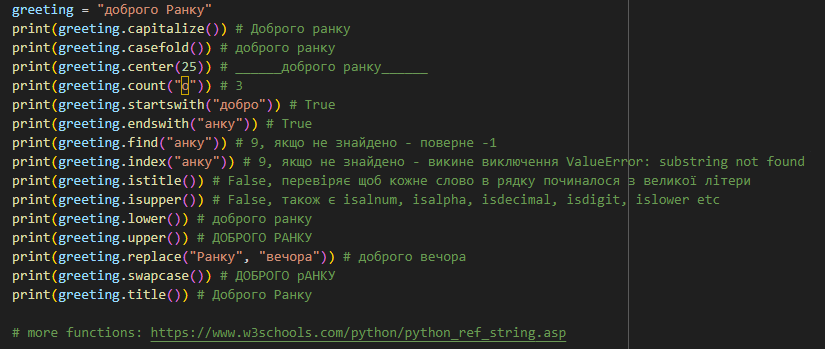 greeting = "доброго Ранку"
print(greeting.capitalize()) # Доброго ранку
print(greeting.casefold()) # доброго ранку
print(greeting.center(25)) # ______доброго ранку______
print(greeting.count("о")) # 3
print(greeting.startswith("добро")) # True
print(greeting.endswith("анку")) # True
print(greeting.find("анку")) # 9, якщо не знайдено - поверне -1
print(greeting.index("анку")) # 9, якщо не знайдено - викине виключення ValueError: substring not found
print(greeting.istitle()) # False, перевіряє щоб кожне слово в рядку починалося з великої літери
print(greeting.isupper()) # False, також є isalnum, isalpha, isdecimal, isdigit, islower etc
print(greeting.lower()) # доброго ранку
print(greeting.upper()) # ДОБРОГО РАНКУ
print(greeting.replace("Ранку", "вечора")) # доброго вечора
print(greeting.swapcase()) # ДОБРОГО рАНКУ
print(greeting.title()) # Доброго Ранку
# more functions: https://www.w3schools.com/python/python_ref_string.asp